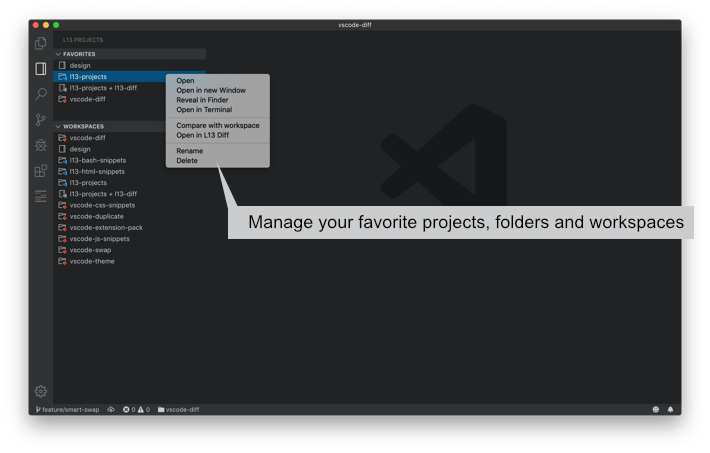 vscode-diff
L13 PROJECTS
FAVORITES
design
l13-projects
l13-projects + l13-diff
vscode-diff
Open
Open in new Window
Reveal in Finder
Open in Terminal
Compare with workspace
Open in L13 Diff
Rename
Delete
WORKSPACES
vscode-diff
design
l13-bash-snippets
l13-html-snippets
l13-projects
l13-projects + l13-diff
vscode-css-snippets
vscode-duplicate
vscode-extension-pack
vscode-js-snippets
vscode-swap
vscode-theme
Manage your favorite projects, folders and workspaces
feature/smart-swap 0 0 vscode-diff